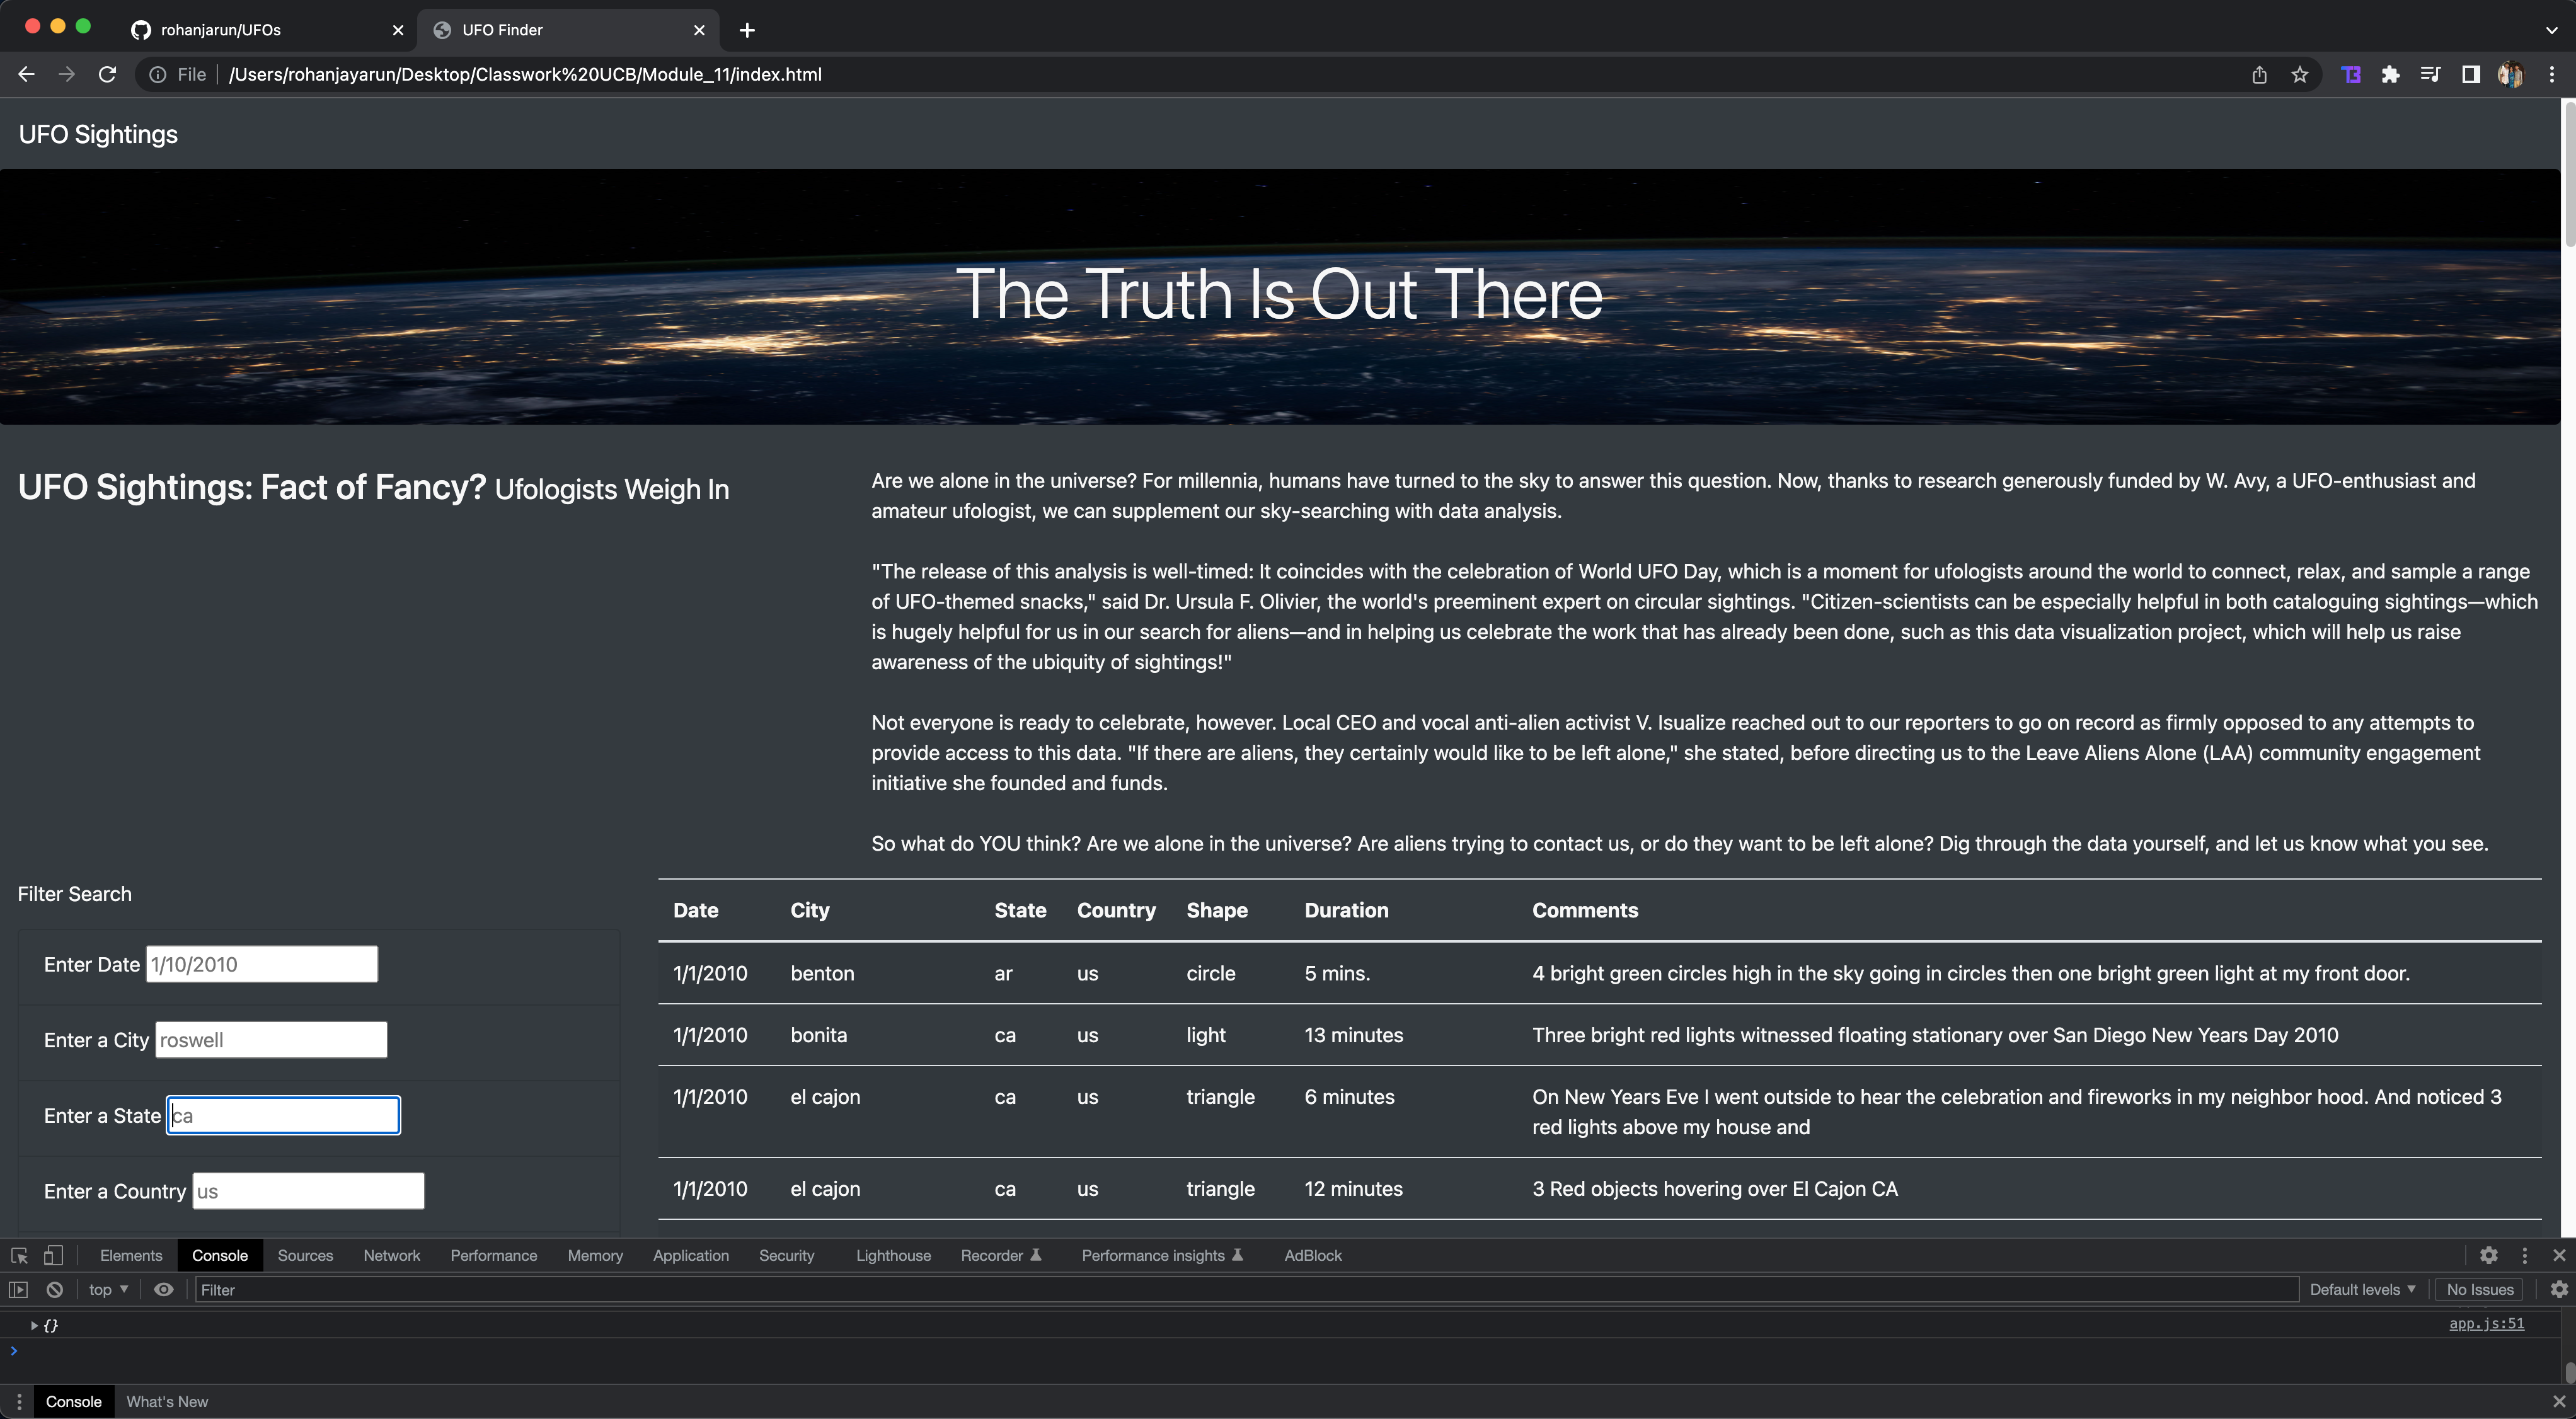 rohanjarun/UFOs
UFO Finder
File /Users/rohanjayarun/Desktop/Classwork%20UCB/Module_11/index.html
UFO Sightings
The Truth Is Out There
UFO Sightings: Fact of Fancy? Ufologists Weigh In
Are we alone in the universe? For millennia, humans have turned to the sky to answer this question. Now, thanks to research generously funded by W. Avy, a UFO-enthusiast and
amateur ufologist, we can supplement our sky-searching with data analysis.
"The release of this analysis is well-timed: It coincides with the celebration of World UFO Day, which is a moment for ufologists around the world to connect, relax, and sample a range
of UFO-themed snacks," said Dr. Ursula F. Olivier, the world's preeminent expert on circular sightings. "Citizen-scientists can be especially helpful in both cataloguing sightings—which
is hugely helpful for us in our search for aliens—and in helping us celebrate the work that has already been done, such as this data visualization project, which will help us raise
awareness of the ubiquity of sightings!"
Not everyone is ready to celebrate, however. Local CEO and vocal anti-alien activist V. Isualize reached out to our reporters to go on record as firmly opposed to any attempts to
provide access to this data. "If there are aliens, they certainly would like to be left alone," she stated, before directing us to the Leave Aliens Alone (LAA) community engagement
initiative she founded and funds.
So what do YOU think? Are we alone in the universe? Are aliens trying to contact us, or do they want to be left alone? Dig through the data yourself, and let us know what you see.
Filter Search
Enter Date 1/10/2010
Enter a City roswell
Enter a State ca
Enter a Country us
Date City State Country Shape Duration Comments
1/1/2010 benton ar us circle 5 mins. 4 bright green circles high in the sky going in circles then one bright green light at my front door.
1/1/2010 bonita ca us light 13 minutes Three bright red lights witnessed floating stationary over San Diego New Years Day 2010
1/1/2010 el cajon ca us triangle 6 minutes On New Years Eve I went outside to hear the celebration and fireworks in my neighbor hood. And noticed 3
red lights above my house and
1/1/2010 el cajon ca us triangle 12 minutes 3 Red objects hovering over El Cajon CA
Elements Console Sources Network Performance Memory Application Security Lighthouse Recorder Performance insights AdBlock
top Filter Default levels No Issues
{} app.js:51
Console What's New